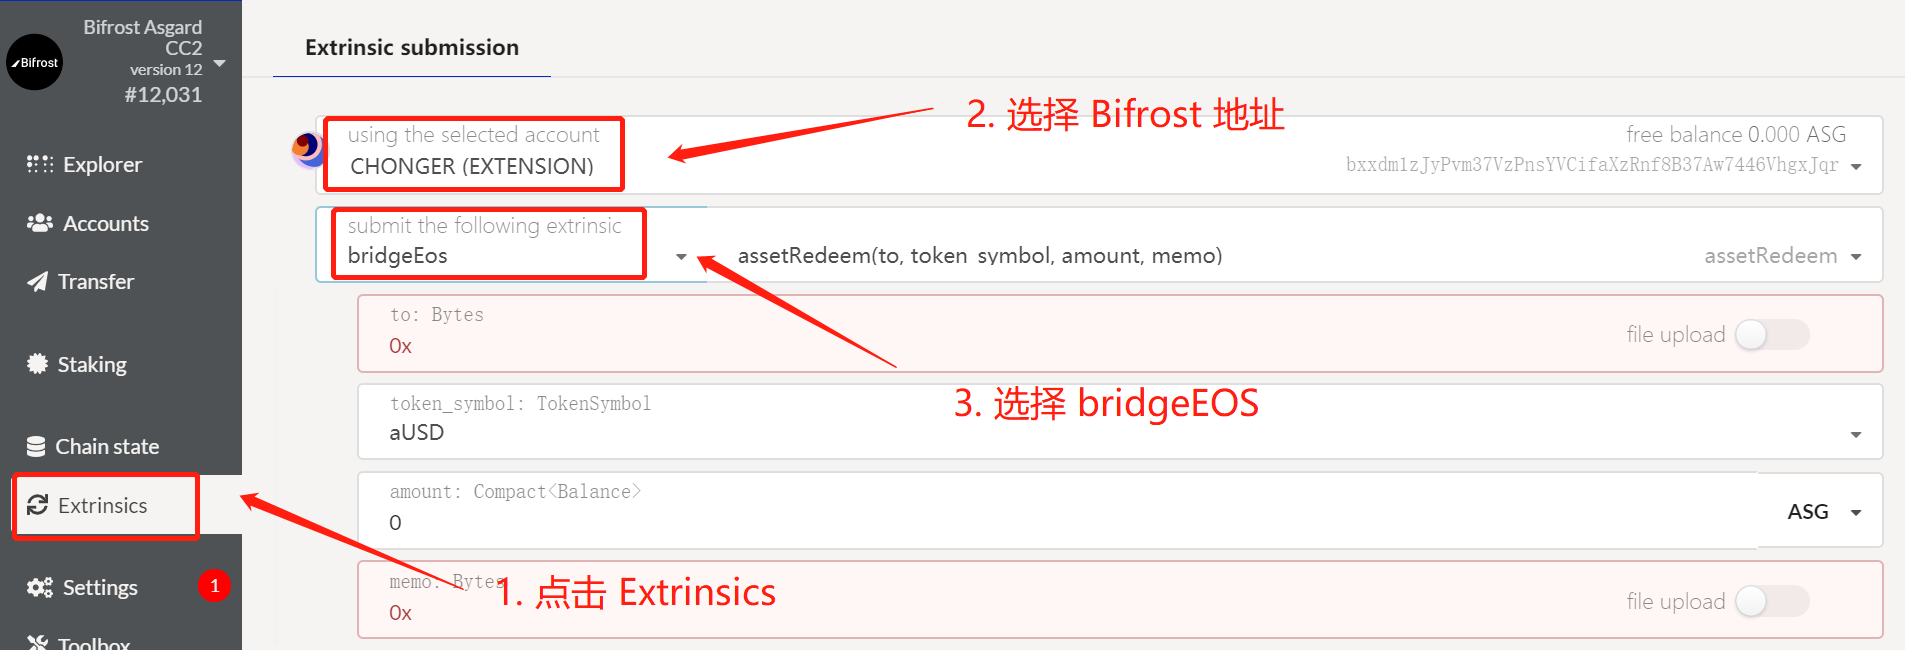 Bifrost Asgard
CC2
version 12
#12,031
Bifrost
Explorer
Accounts
Transfer
Staking
Chain state
Extrinsics
Settings
1
Toolbox
Extrinsic submission
using the selected account
CHONGER (EXTENSION)
free balance 0.000 ASG
bxxdm1zJyPvm37VzPnsYVCifaXzRnf8B37Aw7446VhgxJqr
2. 选择 Bifrost 地址
submit the following extrinsic
bridgeEos
assetRedeem(to, token_symbol, amount, memo)
assetRedeem
to: Bytes
0x
file upload
3. 选择 bridgeEOS
token_symbol: TokenSymbol
aUSD
amount: Compact<Balance>
0
ASG
memo: Bytes
0x
file upload
1. 点击 Extrinsics